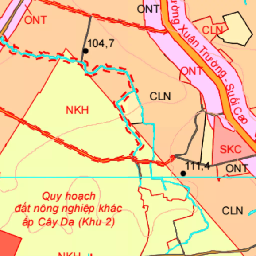 ONT
104,7
CLN
Đường Xuân Trường - Suối Cao
ONT
NKH
CLN
SKC
111,4
ONT
Quy hoạch
đất nông nghiệp khác
ấp Cây Da (Khu 2)
CLN
NKH